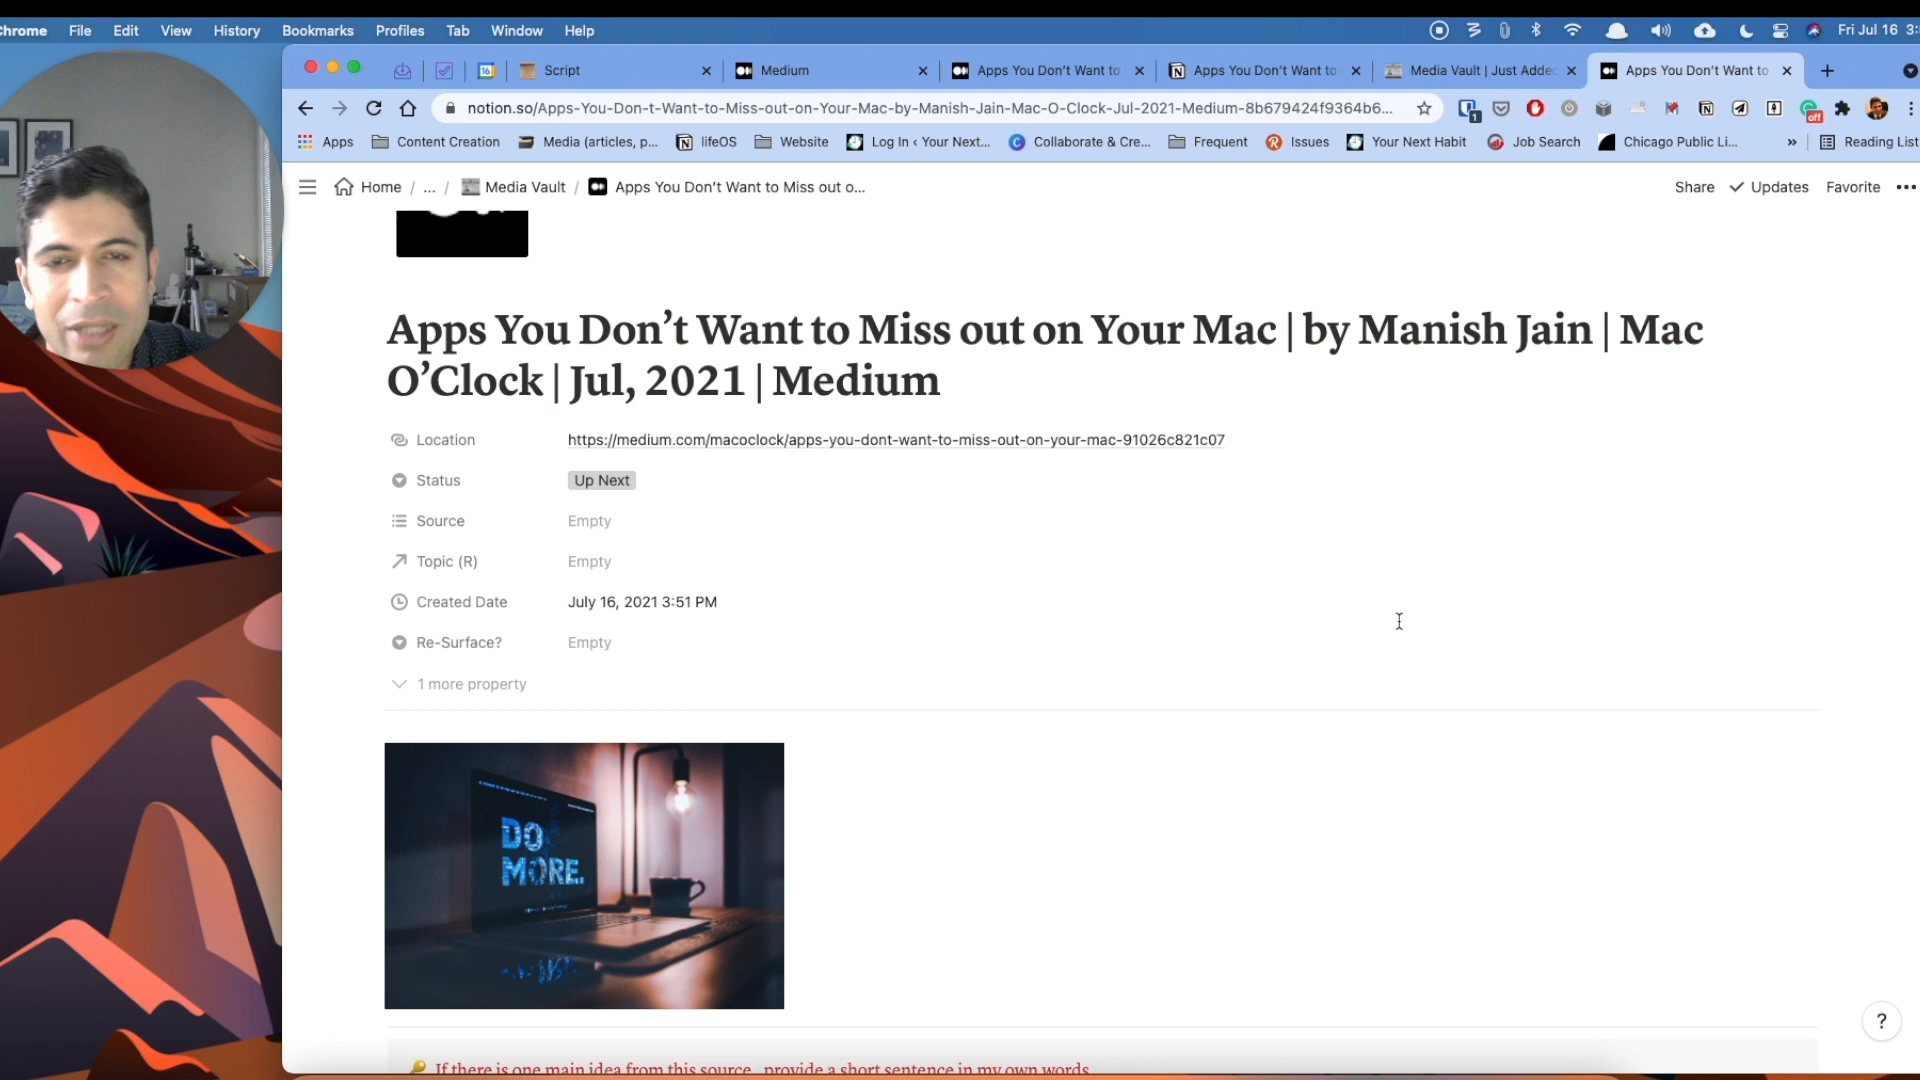 Chrome File Edit View History Bookmarks Profiles Tab Window Help Fri Jul 16 3:
16 Script Medium Apps You Don't Want to Apps You Don't Want to Media Vault | Just Added Apps You Don't Want to
notion.so/Apps-You-Don-t-Want-to-Miss-out-on-Your-Mac-by-Manish-Jain-Mac-O-Clock-Jul-2021-Medium-8b679424f9364b6... 1 off
Apps Content Creation Media (articles, p... lifeOS Website Log In ‹ Your Next... Collaborate & Cre... Frequent Issues Your Next Habit Job Search Chicago Public Li... » Reading List
Home / ... / Media Vault / Apps You Don't Want to Miss out o... Share Updates Favorite
Apps You Don't Want to Miss out on Your Mac | by Manish Jain | Mac
O'Clock | Jul, 2021 | Medium
Location https://medium.com/macoclock/apps-you-dont-want-to-miss-out-on-your-mac-91026c821c07
Status Up Next
Source Empty
Topic (R) Empty
Created Date July 16, 2021 3:51 PM
Re-Surface? Empty
1 more property
DO
MORE.
?
If there is one main idea from this source, provide a short sentence in my own words